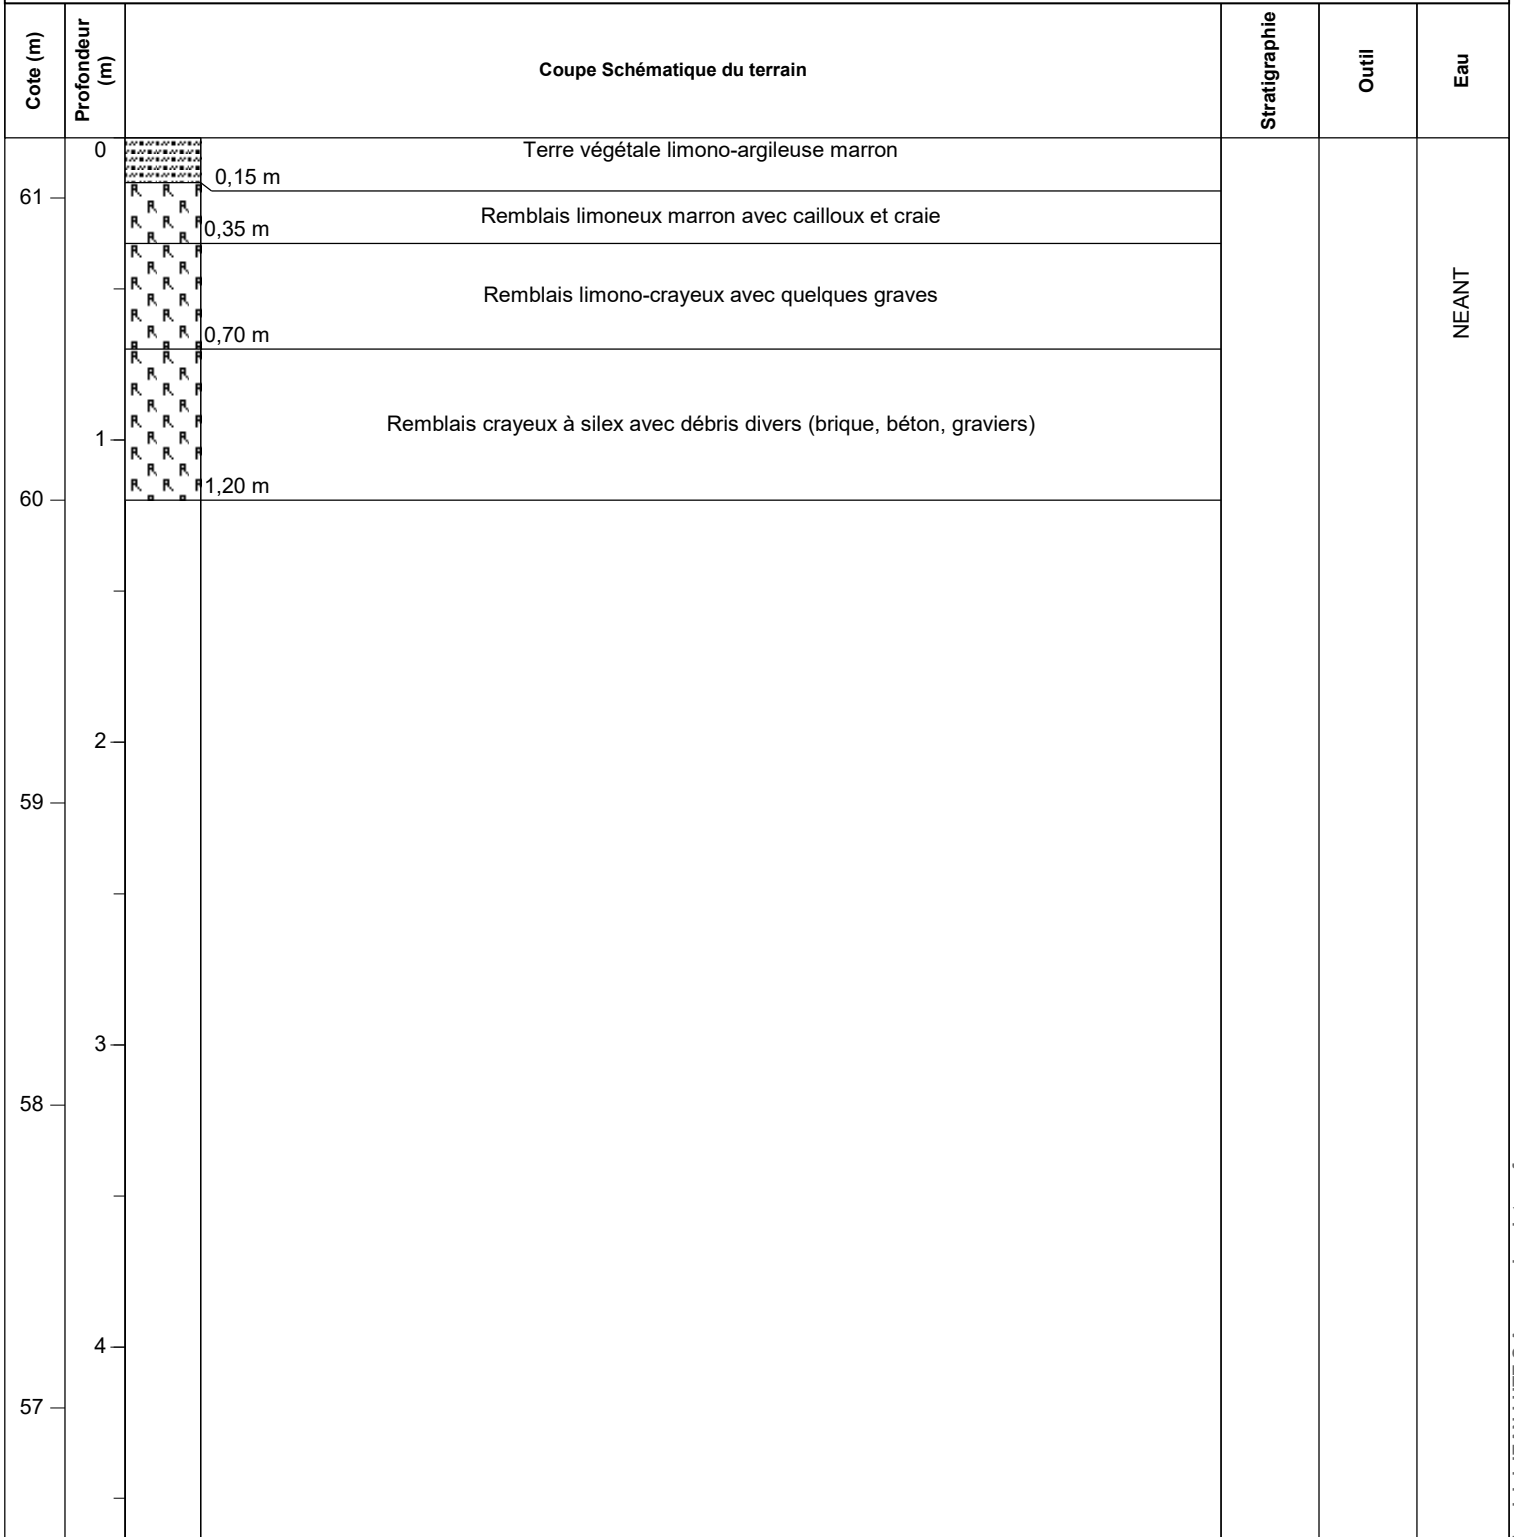 Cote (m)
Profondeur
(m)
Coupe Schématique du terrain
Stratigraphie
Outil
Eau
0
Terre végétale limono-argileuse marron
0,15 m
61
Remblais limoneux marron avec cailloux et craie
0,35 m
Remblais limono-crayeux avec quelques graves
NEANT
0,70 m
Remblais crayeux à silex avec débris divers (brique, béton, graviers)
1
1,20 m
60
2
59
3
58
4
57